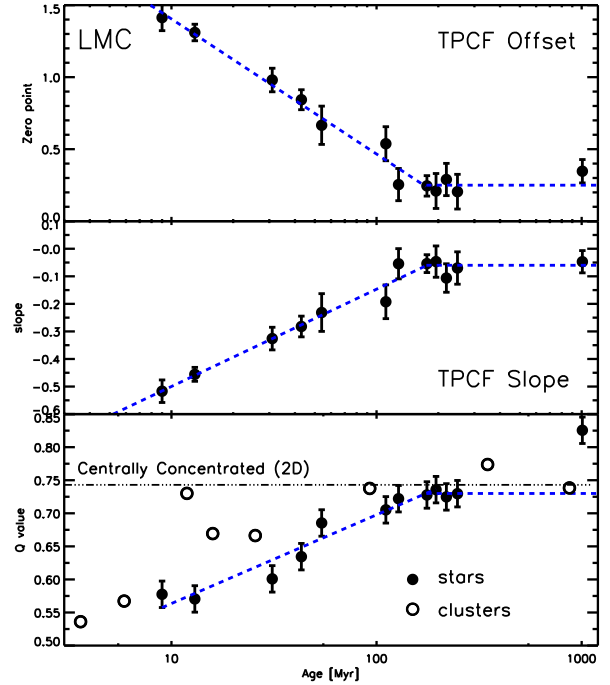 LMC
TPCF Offset
Zero point
1.5
1.0
0.5
0.0
slope
0.1
-0.0
-0.1
-0.2
-0.3
-0.4
-0.5
-0.6
TPCF Slope
Q value
0.85
0.80
0.75
0.70
0.65
0.60
0.55
0.50
Centrally Concentrated (2D)
stars
clusters
10
100
1000
Age [Myr]